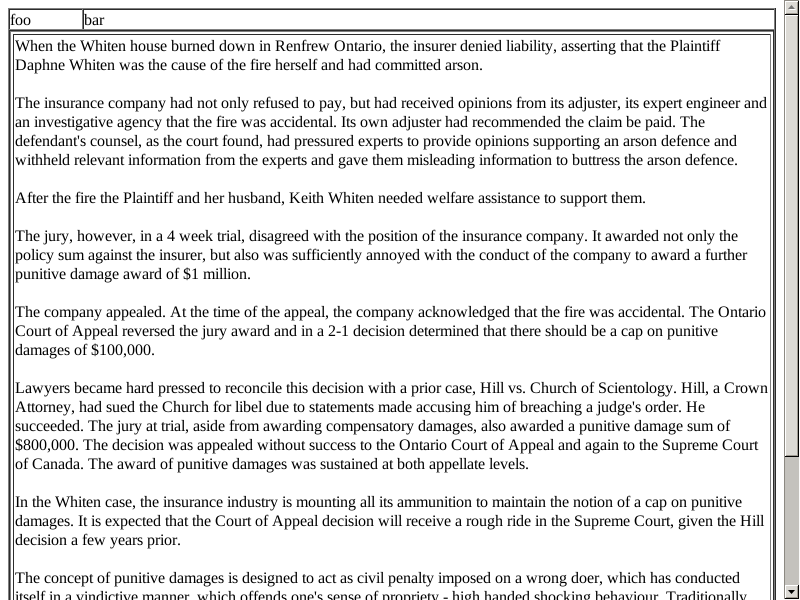 foo bar
When the Whiten house burned down in Renfrew Ontario, the insurer denied liability, asserting that the Plaintiff
Daphne Whiten was the cause of the fire herself and had committed arson.
The insurance company had not only refused to pay, but had received opinions from its adjuster, its expert engineer and
an investigative agency that the fire was accidental. Its own adjuster had recommended the claim be paid. The
defendant's counsel, as the court found, had pressured experts to provide opinions supporting an arson defence and
withheld relevant information from the experts and gave them misleading information to buttress the arson defence.
After the fire the Plaintiff and her husband, Keith Whiten needed welfare assistance to support them.
The jury, however, in a 4 week trial, disagreed with the position of the insurance company. It awarded not only the
policy sum against the insurer, but also was sufficiently annoyed with the conduct of the company to award a further
punitive damage award of $1 million.
The company appealed. At the time of the appeal, the company acknowledged that the fire was accidental. The Ontario
Court of Appeal reversed the jury award and in a 2-1 decision determined that there should be a cap on punitive
damages of $100,000.
Lawyers became hard pressed to reconcile this decision with a prior case, Hill vs. Church of Scientology. Hill, a Crown
Attorney, had sued the Church for libel due to statements made accusing him of breaching a judge's order. He
succeeded. The jury at trial, aside from awarding compensatory damages, also awarded a punitive damage sum of
$800,000. The decision was appealed without success to the Ontario Court of Appeal and again to the Supreme Court
of Canada. The award of punitive damages was sustained at both appellate levels.
In the Whiten case, the insurance industry is mounting all its ammunition to maintain the notion of a cap on punitive
damages. It is expected that the Court of Appeal decision will receive a rough ride in the Supreme Court, given the Hill
decision a few years prior.
The concept of punitive damages is designed to act as civil penalty imposed on a wrong doer, which has conducted
itself in a vindictive manner, which offends one's sense of propriety - high handed shocking behaviour. Traditionally